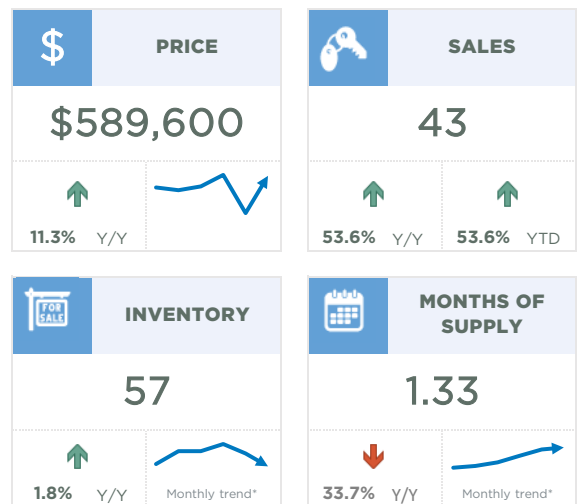 $ PRICE
$589,600
11.3% Y/Y
SALES
43
53.6% Y/Y 53.6% YTD
FOR
SALE
INVENTORY
57
1.8% Y/Y Monthly trend*
MONTHS OF
SUPPLY
1.33
33.7% Y/Y Monthly trend*